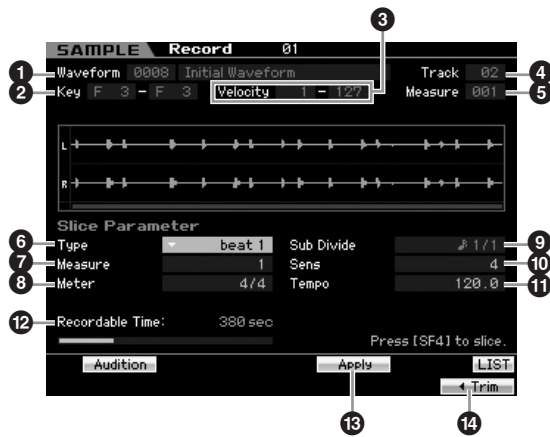 3
SAMPLE Record 01
1 Waveform 0008 Initial Waveform Track 02 4
2 Key F 3 - F 3 Velocity 1 - 127 Measure 001 5
L
R
Slice Parameter
6 Type beat 1 Sub Divide 1/1 9
7 Measure 1 Sens 4 10
8 Meter 4/4 Tempo 120.0 11
12 Recordable Time: 380 sec
Press [SF4] to slice.
Audition Apply LIST
Trim
13 14